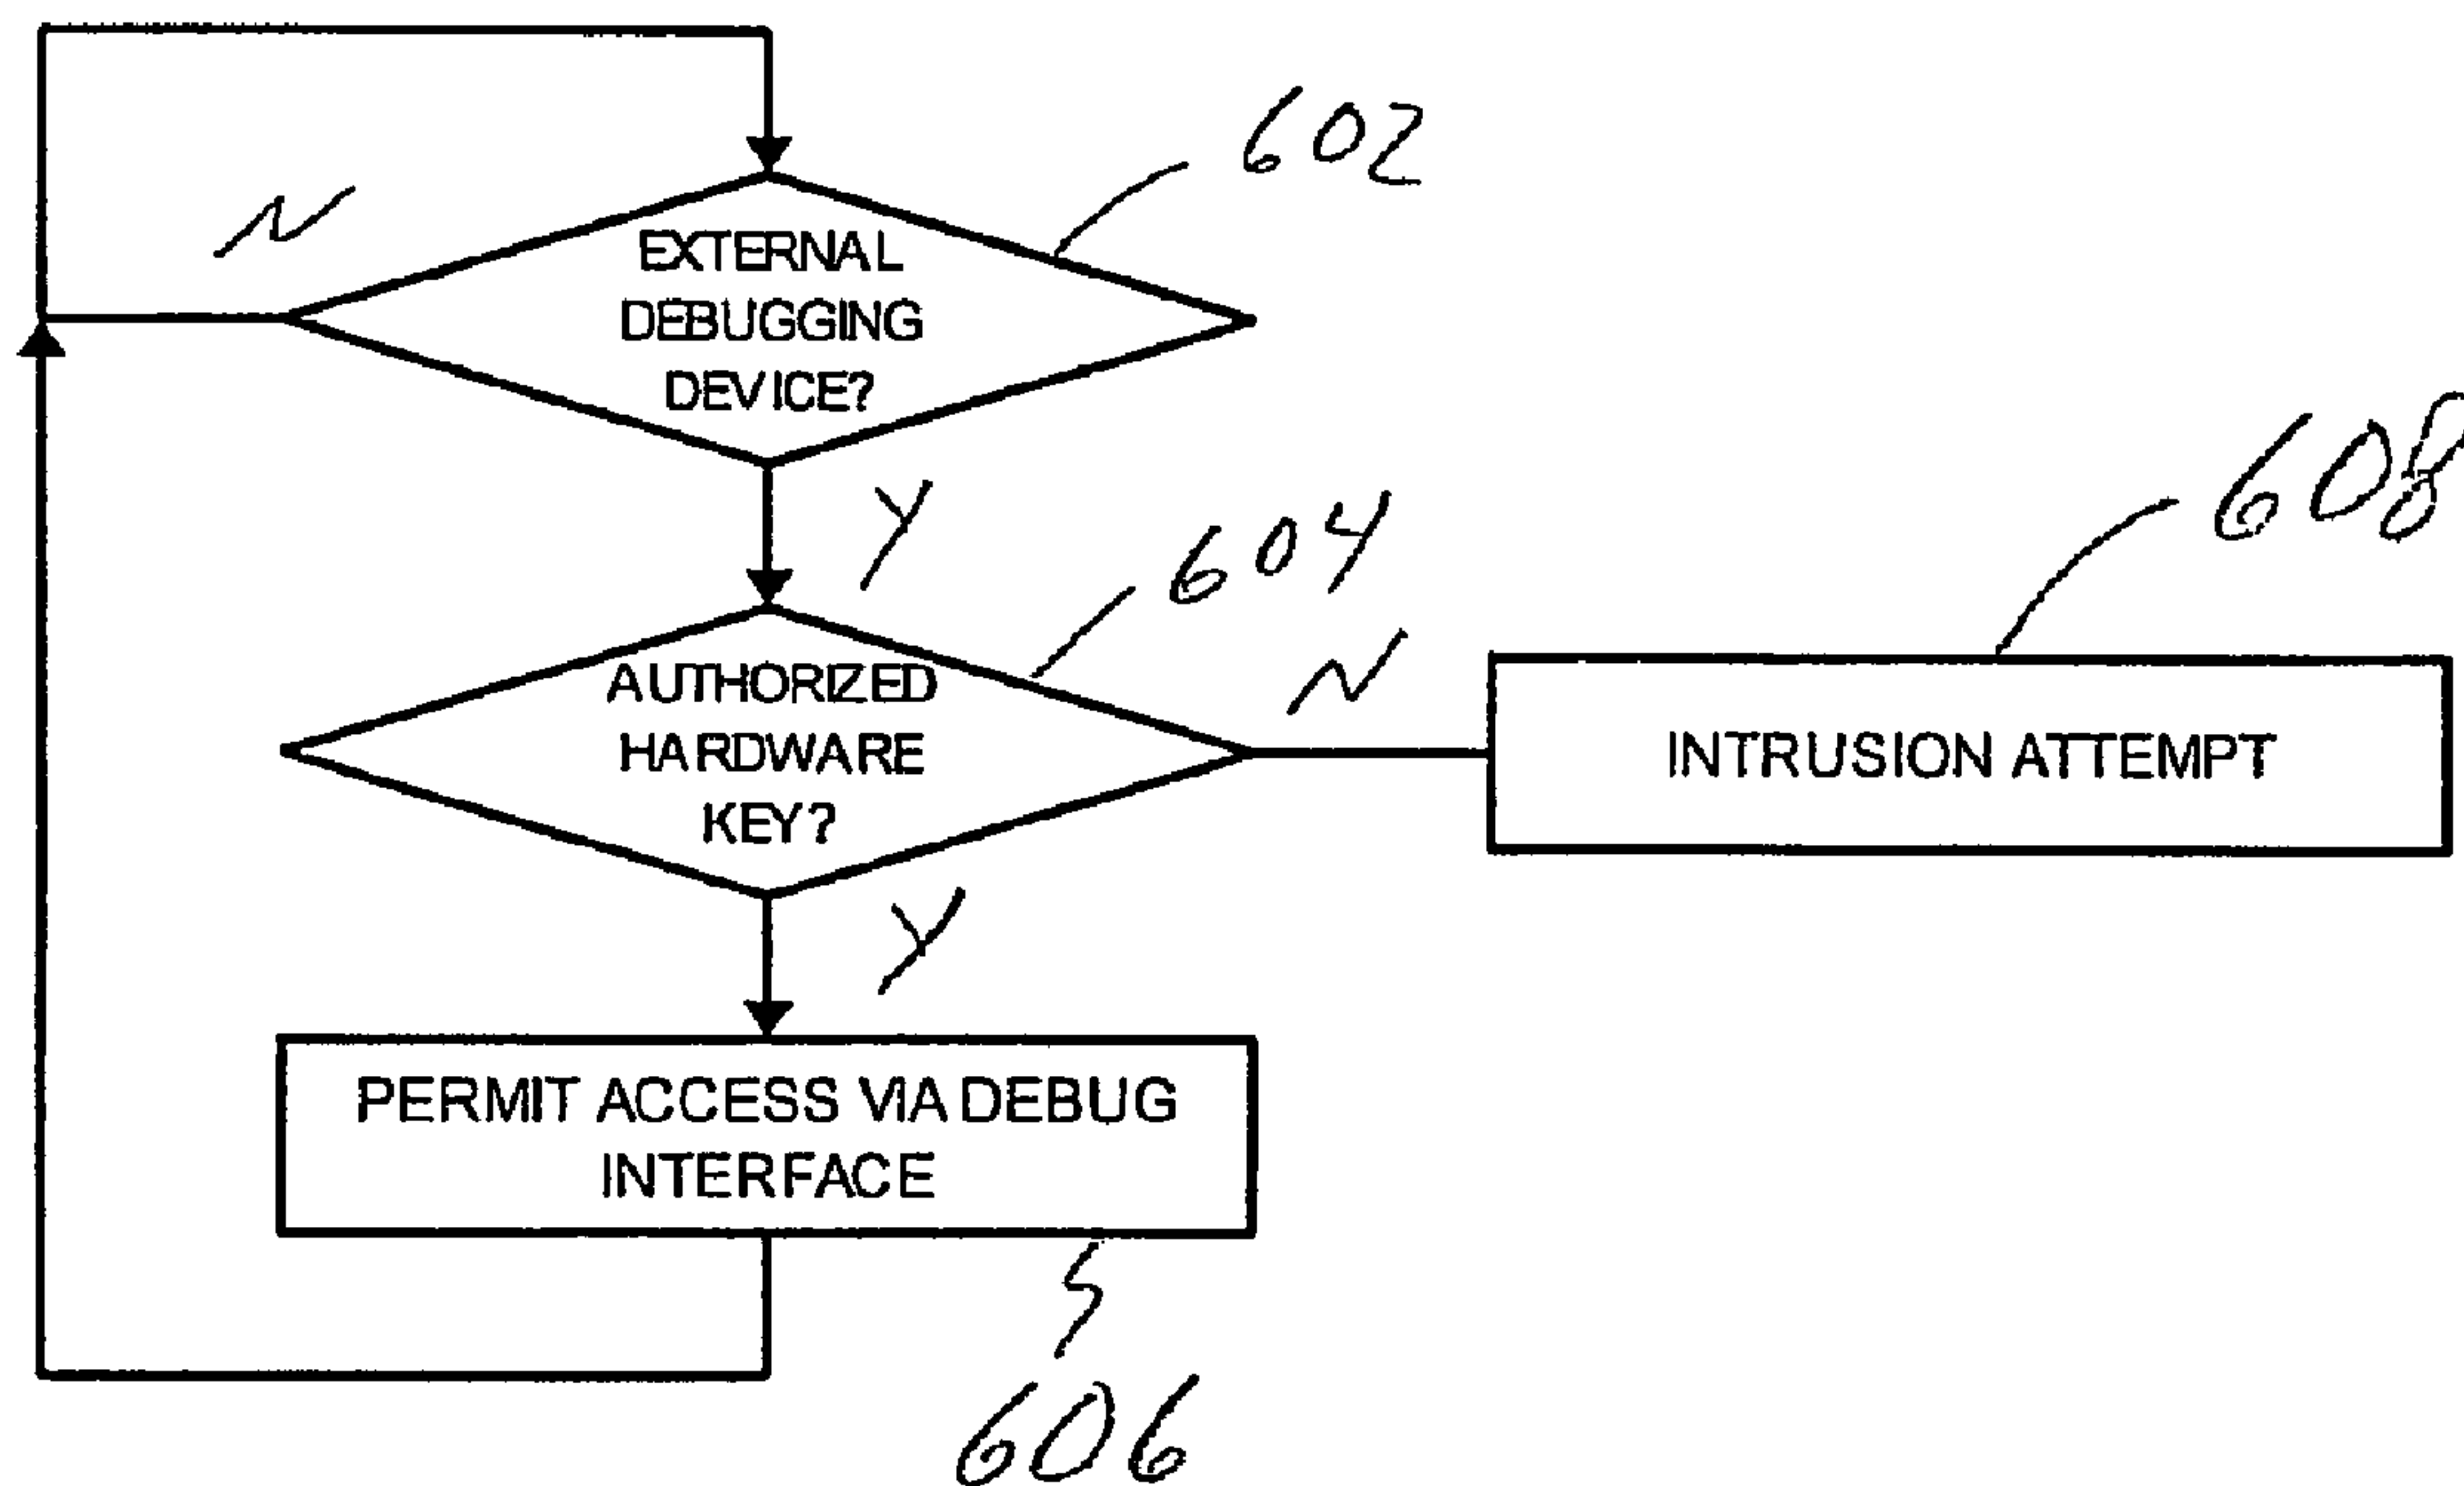 602
N
EXTERNAL
DEBUGGING
DEVICE?
Y
604
608
N
AUTHORIZED
HARDWARE
KEY?
INTRUSION ATTEMPT
Y
PERMIT ACCESS VIA DEBUG
INTERFACE
606